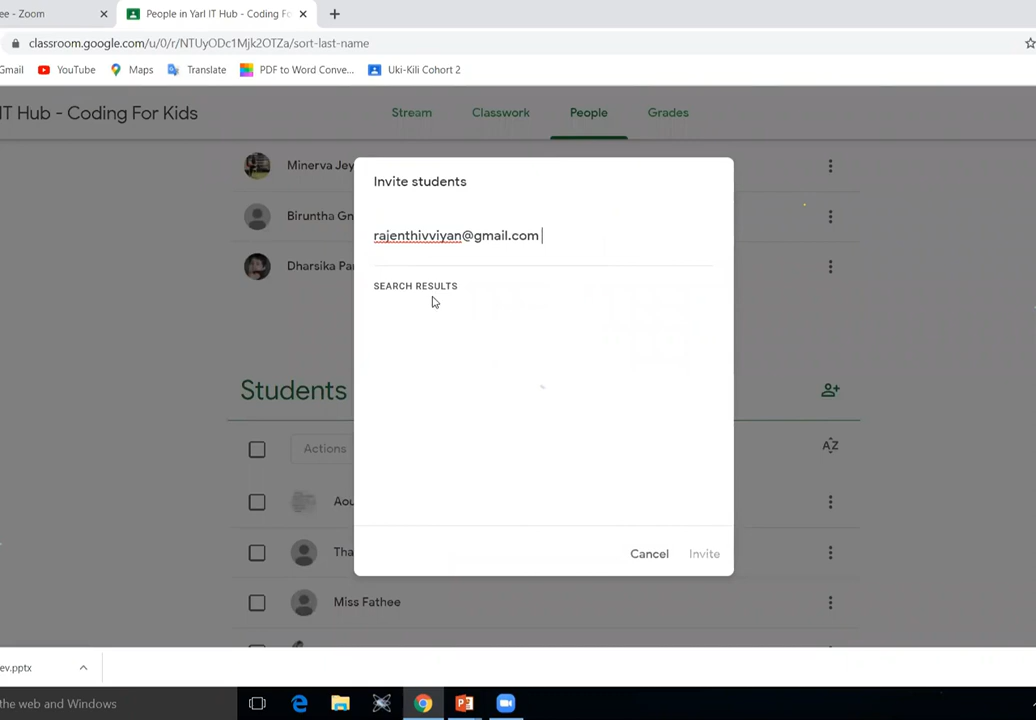 ee - Zoom
People in Yarl IT Hub - Coding Fo
classroom.google.com/u/0/r/NTUyODc1Mjk2OTZa/sort-last-name
Gmail YouTube Maps Translate PDF to Word Conve... Uki-Kili Cohort 2
IT Hub - Coding For Kids
Stream Classwork People Grades
Minerva Jey
Biruntha Gn
Dharsika Pa
Invite students
rajenthivviyan@gmail.com
SEARCH RESULTS
Cancel Invite
Students
Actions
AZ
Aou
Tha
Miss Fathee
ev.pptx
the web and Windows